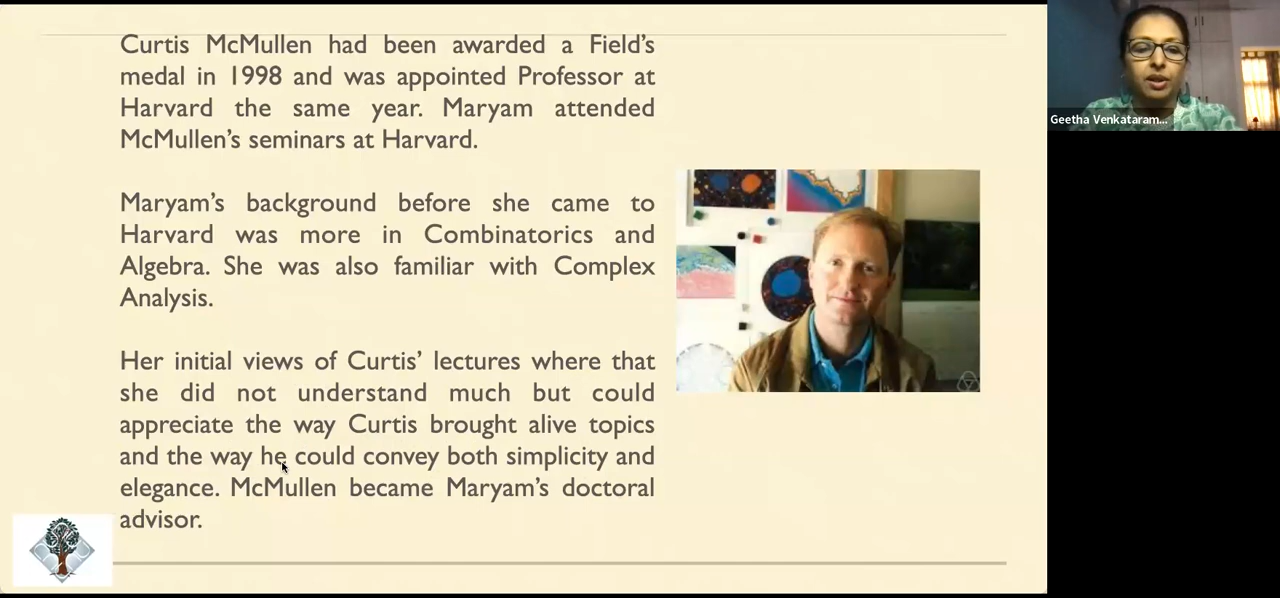 Curtis McMullen had been awarded a Field's
medal in 1998 and was appointed Professor at
Harvard the same year. Maryam attended
McMullen's seminars at Harvard.
Maryam's background before she came to
Harvard was more in Combinatorics and
Algebra. She was also familiar with Complex
Analysis.
Her initial views of Curtis' lectures where that
she did not understand much but could
appreciate the way Curtis brought alive topics
and the way he could convey both simplicity and
elegance. McMullen became Maryam's doctoral
advisor.
Geetha Venkataram...